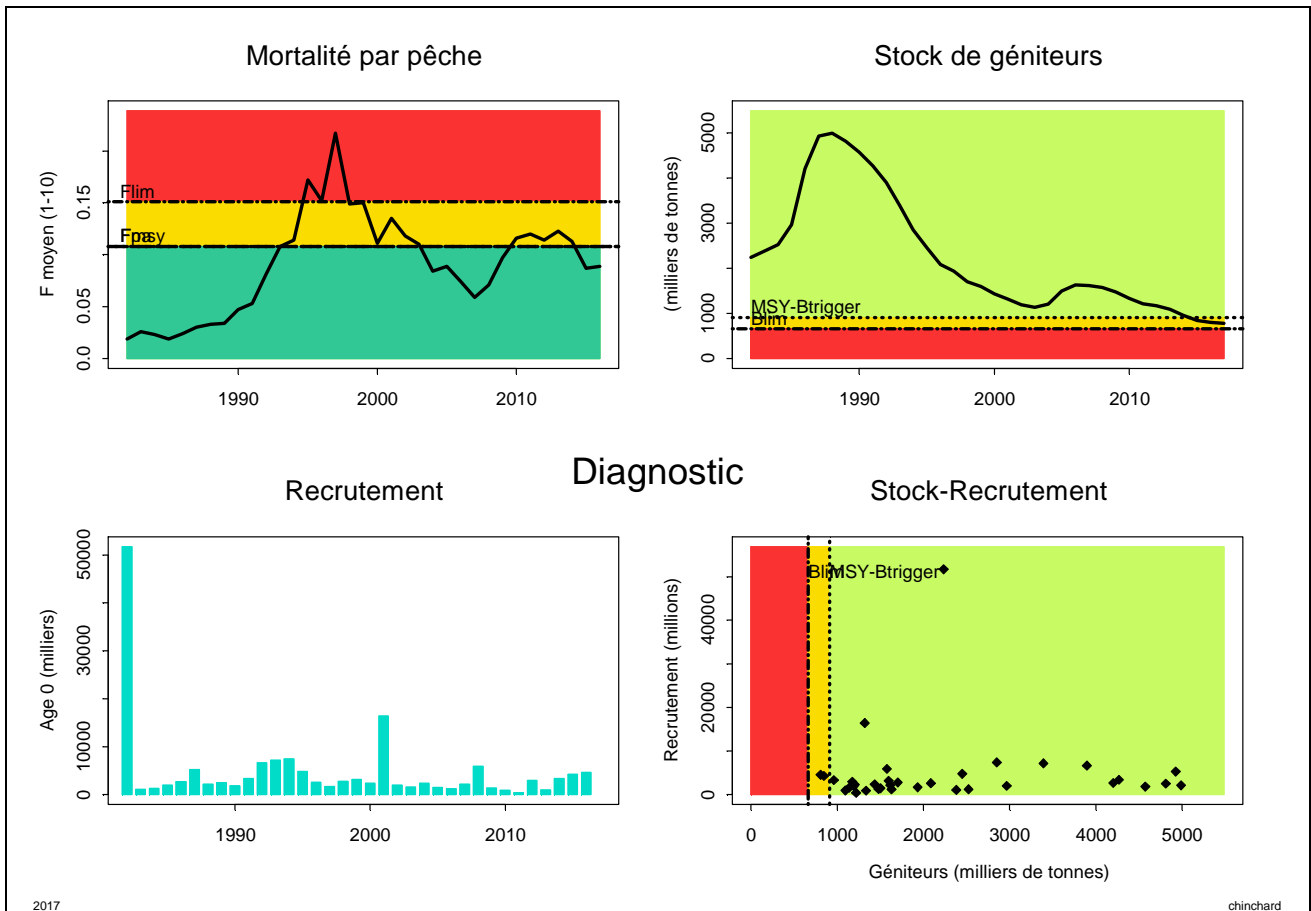 Mortalité par pêche
F moyen (1-10)
0.0
0.05
0.15
Flim
Fmsy
1990
2000
2010
Stock de géniteurs
(milliers de tonnes)
0
1000
3000
5000
MSY-Btrigger
Blim
1990
2000
2010
Diagnostic
Recrutement
Age 0 (milliers)
0
10000
30000
50000
1990
2000
2010
Stock-Recrutement
Recrutement (millions)
0
20000
40000
Blim
MSY-Btrigger
0
1000
2000
3000
4000
5000
Géniteurs (milliers de tonnes)
2017
chinchard